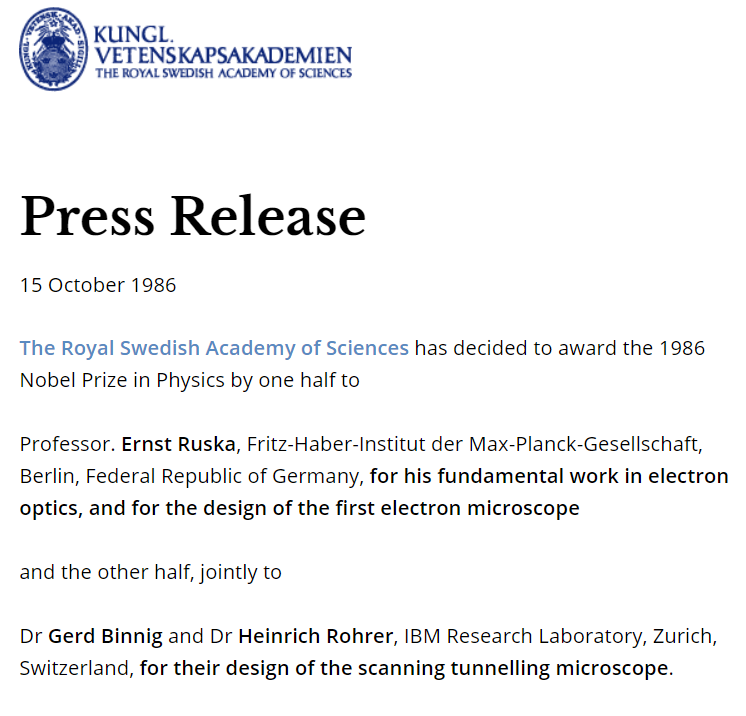 KUNGL.
VETENSKAPSAKADEMIEN
THE ROYAL SWEDISH ACADEMY OF SCIENCES
Press Release
15 October 1986
The Royal Swedish Academy of Sciences has decided to award the 1986
Nobel Prize in Physics by one half to
Professor. Ernst Ruska, Fritz-Haber-Institut der Max-Planck-Gesellschaft,
Berlin, Federal Republic of Germany, for his fundamental work in electron
optics, and for the design of the first electron microscope
and the other half, jointly to
Dr Gerd Binnig and Dr Heinrich Rohrer, IBM Research Laboratory, Zurich,
Switzerland, for their design of the scanning tunnelling microscope.